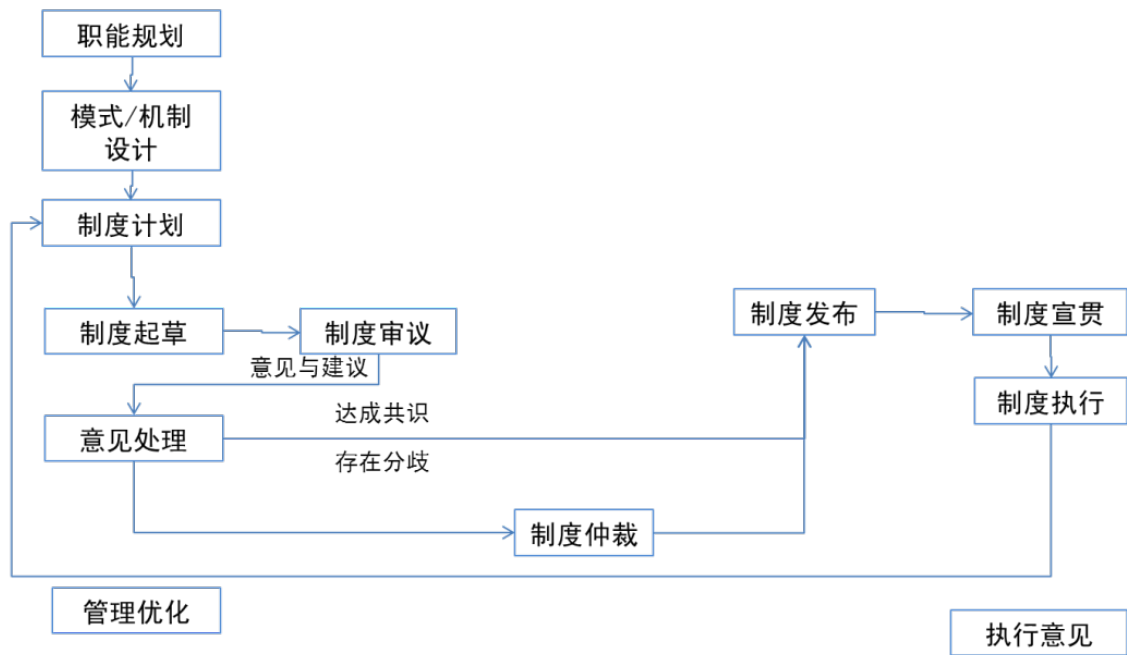 职能规划
模式/机制
设计
制度计划
制度起草
制度审议
制度发布
制度宣贯
意见与建议
制度执行
达成共识
意见处理
存在分歧
制度仲裁
管理优化
执行意见